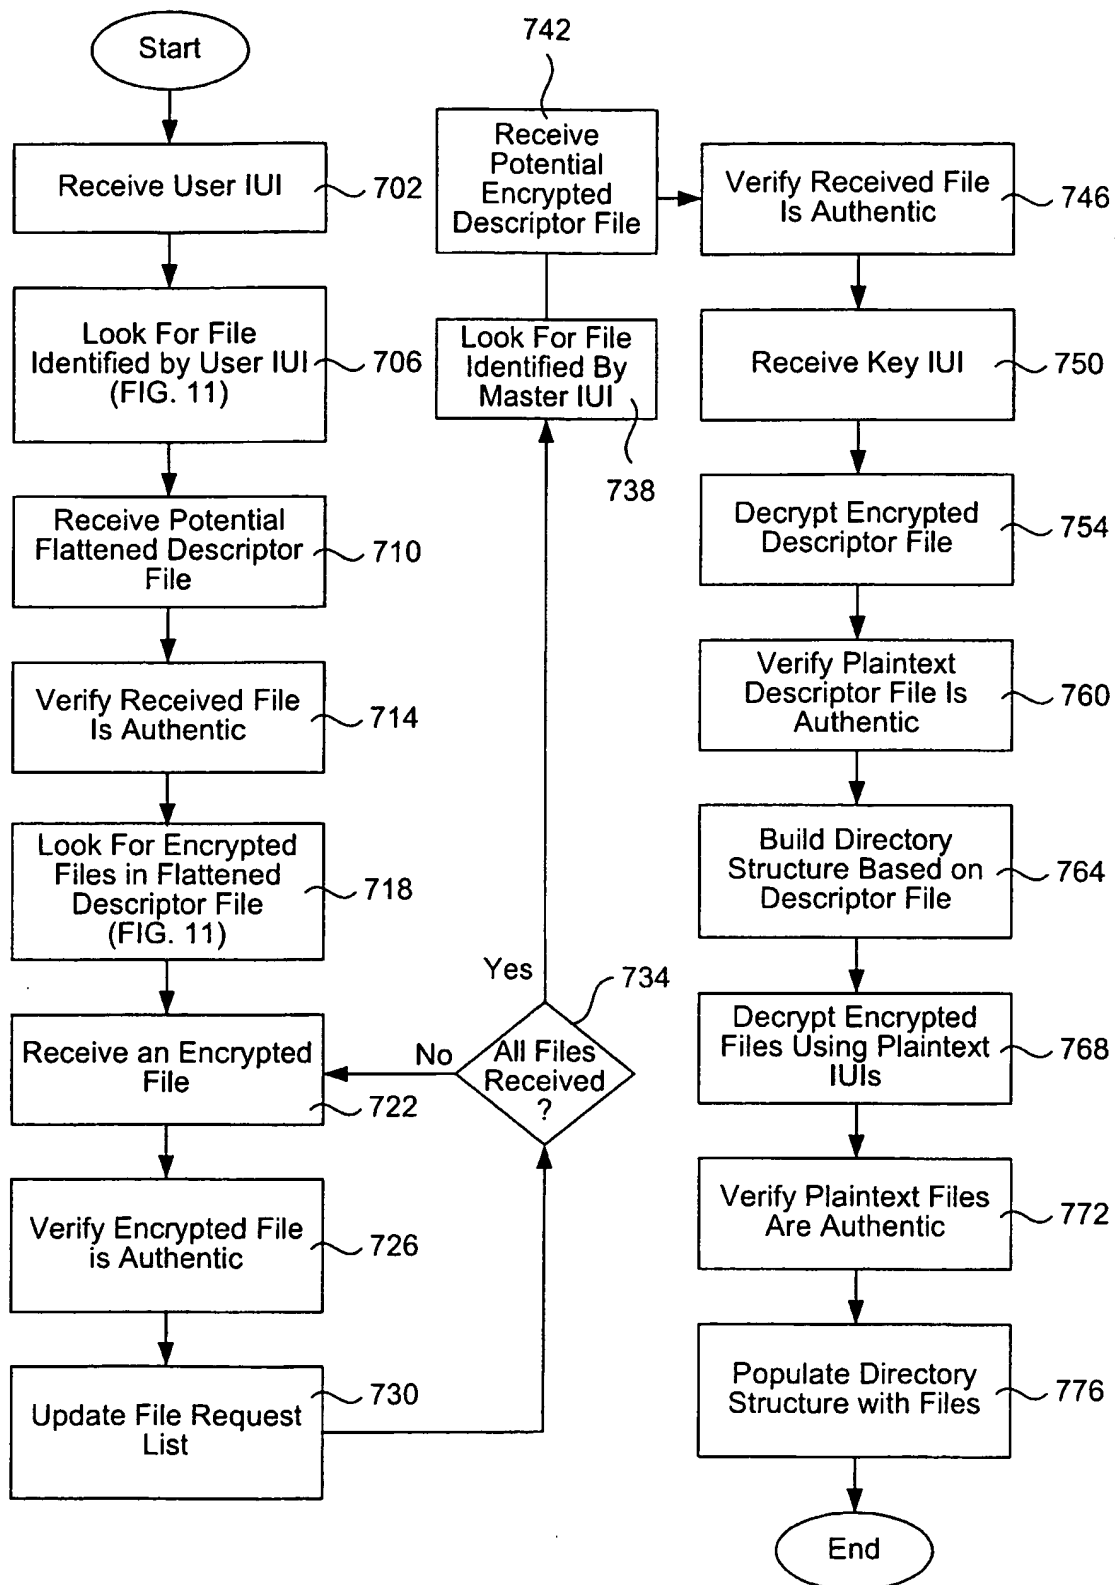 Start
Receive User IUI
702
Look For File
Identified by User IUI
(FIG. 11)
706
Receive Potential
Flattened Descriptor
File
710
Verify Received File
Is Authentic
714
Look For Encrypted
Files in Flattened
Descriptor File
(FIG. 11)
718
Receive an Encrypted
File
722
Verify Encrypted File
is Authentic
726
Update File Request
List
730
All Files
Received
?
734
No
Yes
Look For File
Identified By
Master IUI
738
Receive
Potential
Encrypted
Descriptor File
742
Verify Received File
Is Authentic
746
Receive Key IUI
750
Decrypt Encrypted
Descriptor File
754
Verify Plaintext
Descriptor File Is
Authentic
760
Build Directory
Structure Based on
Descriptor File
764
Decrypt Encrypted
Files Using Plaintext
IUIs
768
Verify Plaintext Files
Are Authentic
772
Populate Directory
Structure with Files
776
End